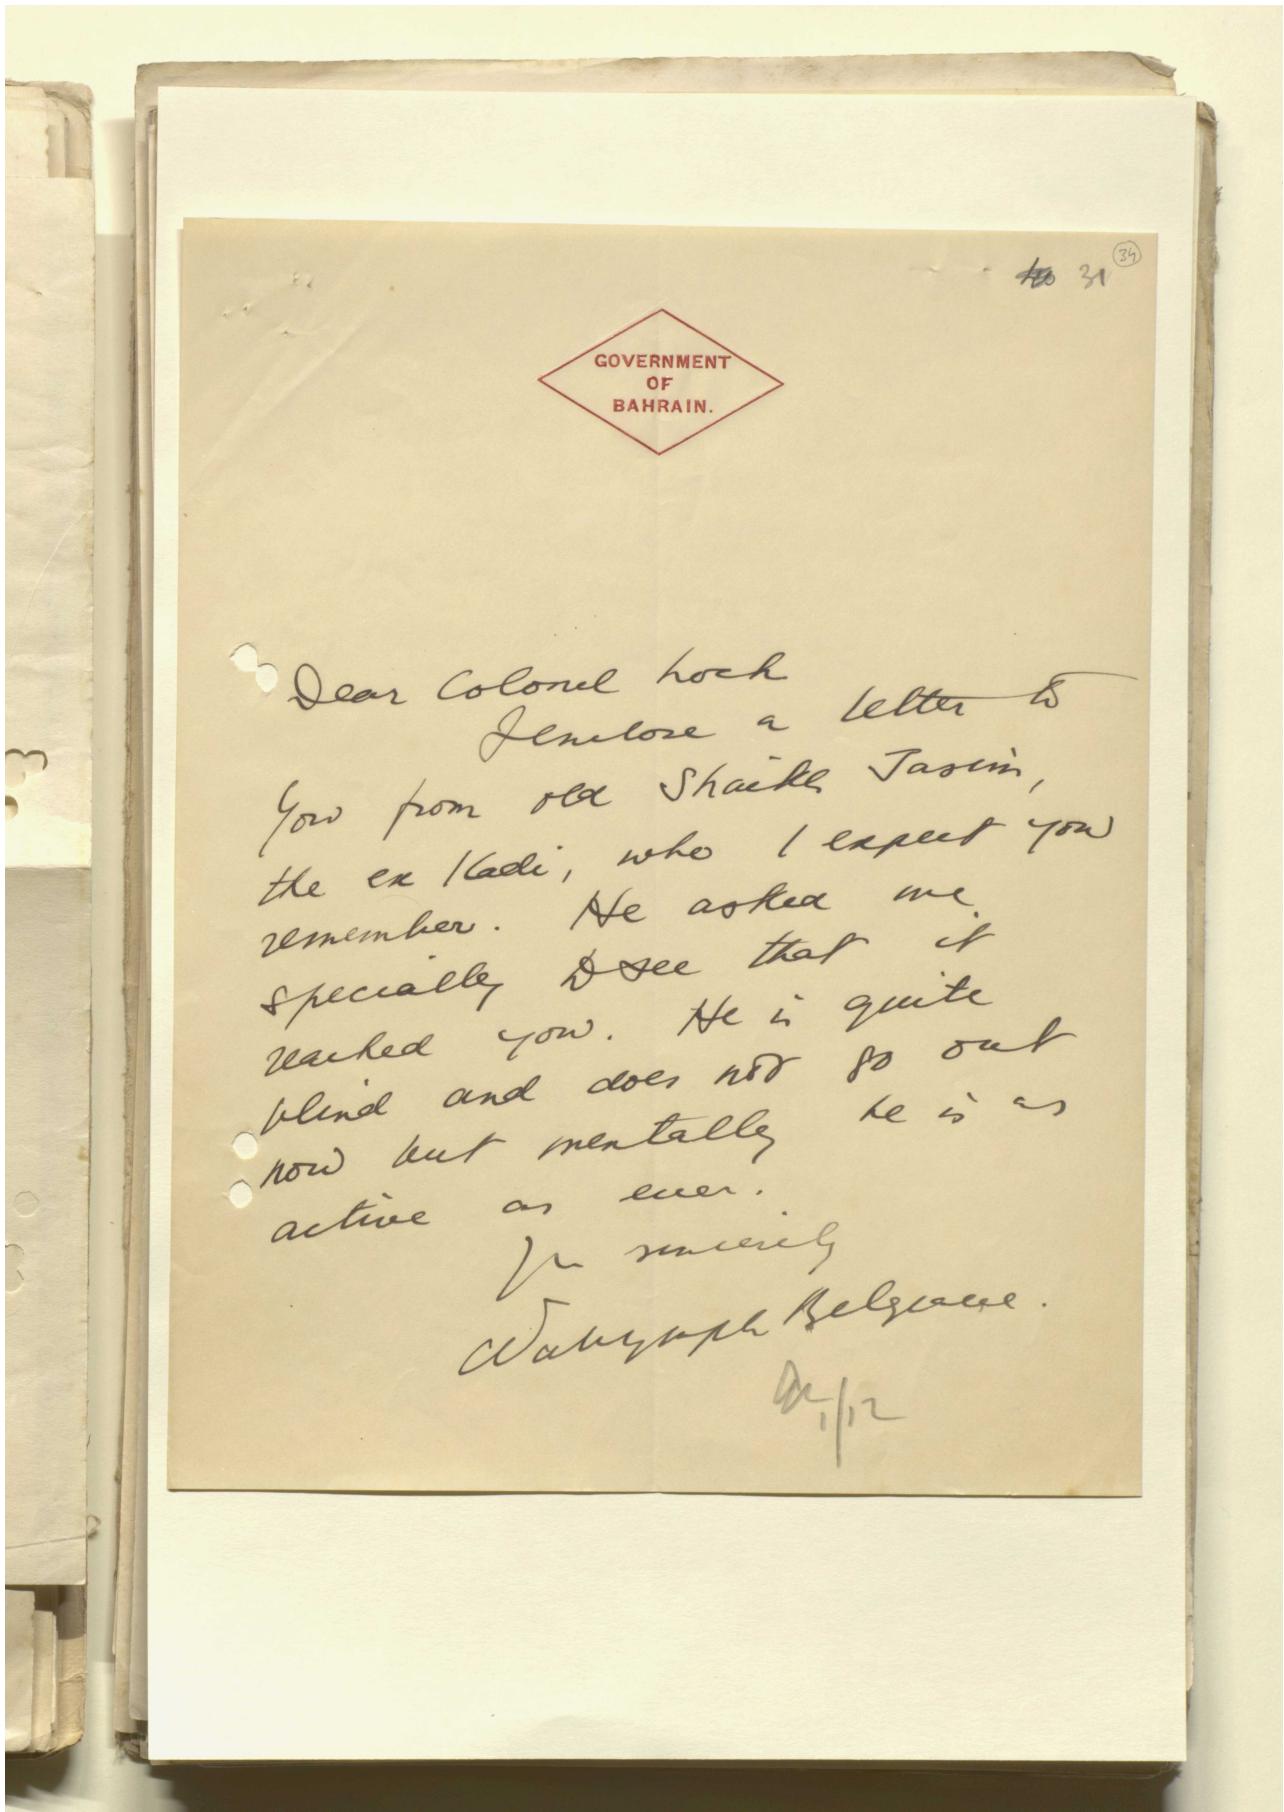 34
31
GOVERNMENT
OF
BAHRAIN.
Dear Colonel Loch
I enclose a letter to
you from old Shaikh Jasim,
the ex Kadi, who I expect you
remember. He asked me
specially to see that it
reached you. He is quite
blind and does not go out
now but mentally he is as
active as ever.
Yrs sincerely
Dalrymple Belgrave.
1/12